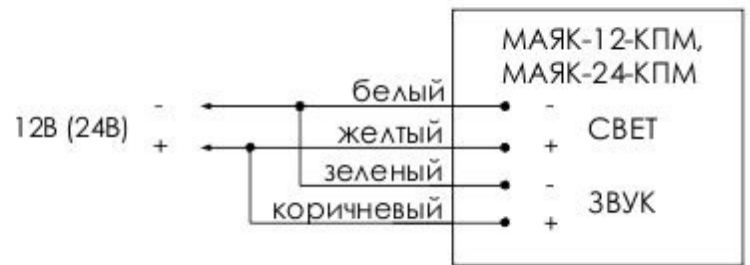 МАЯК-12-КПМ,
МАЯК-24-КПМ
белый
-
-
12В (24В)
СВЕТ
желтый
+
+
зеленый
-
ЗВУК
коричневый
+